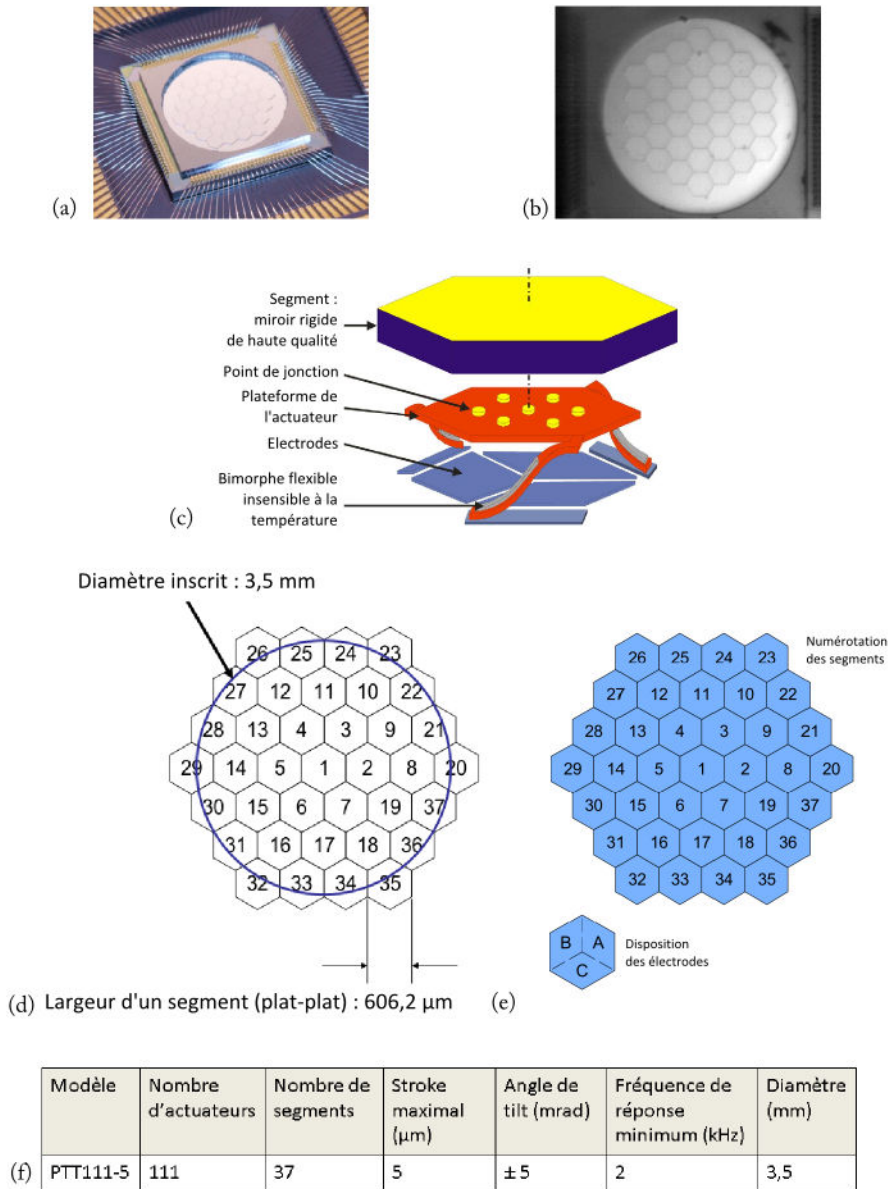 (a)
(b)
Segment :
miroir rigide
de haute qualité
Point de jonction
Plateforme de
l'actuateur
Electrodes
Bimorphe flexible
insensible à la
température
(c)
Diamètre inscrit : 3,5 mm
26 25 24 23
27 12 11 10 22
28 13 4 3 9 21
29 14 5 1 2 8 20
30 15 6 7 19 37
31 16 17 18 36
32 33 34 35
(d) Largeur d'un segment (plat-plat) : 606,2 µm
Numérotation
des segments
26 25 24 23
27 12 11 10 22
28 13 4 3 9 21
29 14 5 1 2 8 20
30 15 6 7 19 37
31 16 17 18 36
32 33 34 35
B A
C
Disposition
des électrodes
(e)
Modèle
Nombre
d'actuateurs
Nombre de
segments
Stroke
maximal
(µm)
Angle de
tilt (mrad)
Fréquence de
réponse
minimum (kHz)
Diamètre
(mm)
(f) PTT111-5 111 37 5 ± 5 2 3,5